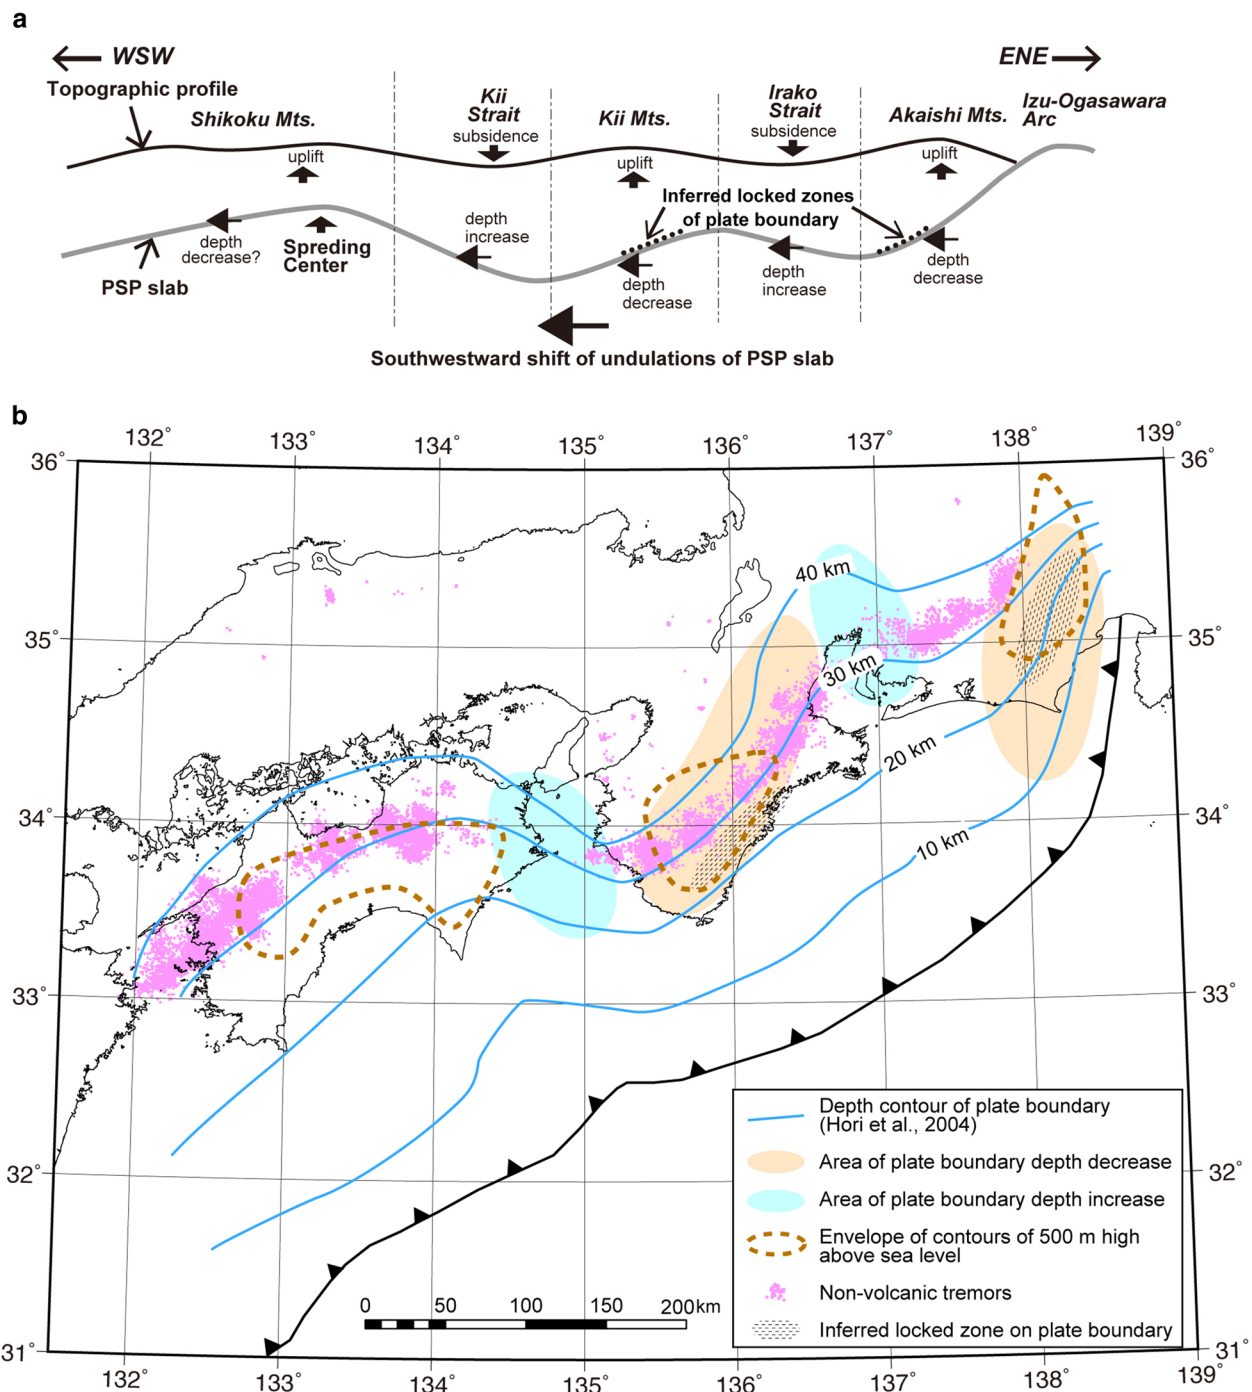 a
WSW
ENE
Topographic profile
Shikoku Mts.
Kii
Strait
subsidence
Kii Mts.
Irako
Strait
subsidence
Akaishi Mts.
Izu-Ogasawara
Arc
uplift
uplift
uplift
Inferred locked zones
of plate boundary
depth
decrease?
Spreding
Center
depth
increase
depth
decrease
depth
increase
depth
decrease
PSP slab
Southwestward shift of undulations of PSP slab
b
132° 133° 134° 135° 136° 137° 138° 139°
36° 36°
40 km
35° 35°
30 km
20 km
34° 34°
10 km
33° 33°
32° 32°
31° 31°
0 50 100 150 200km
Depth contour of plate boundary
(Hori et al., 2004)
Area of plate boundary depth decrease
Area of plate boundary depth increase
Envelope of contours of 500 m high
above sea level
Non-volcanic tremors
Inferred locked zone on plate boundary
132° 133° 134° 135° 136° 137° 138° 139°